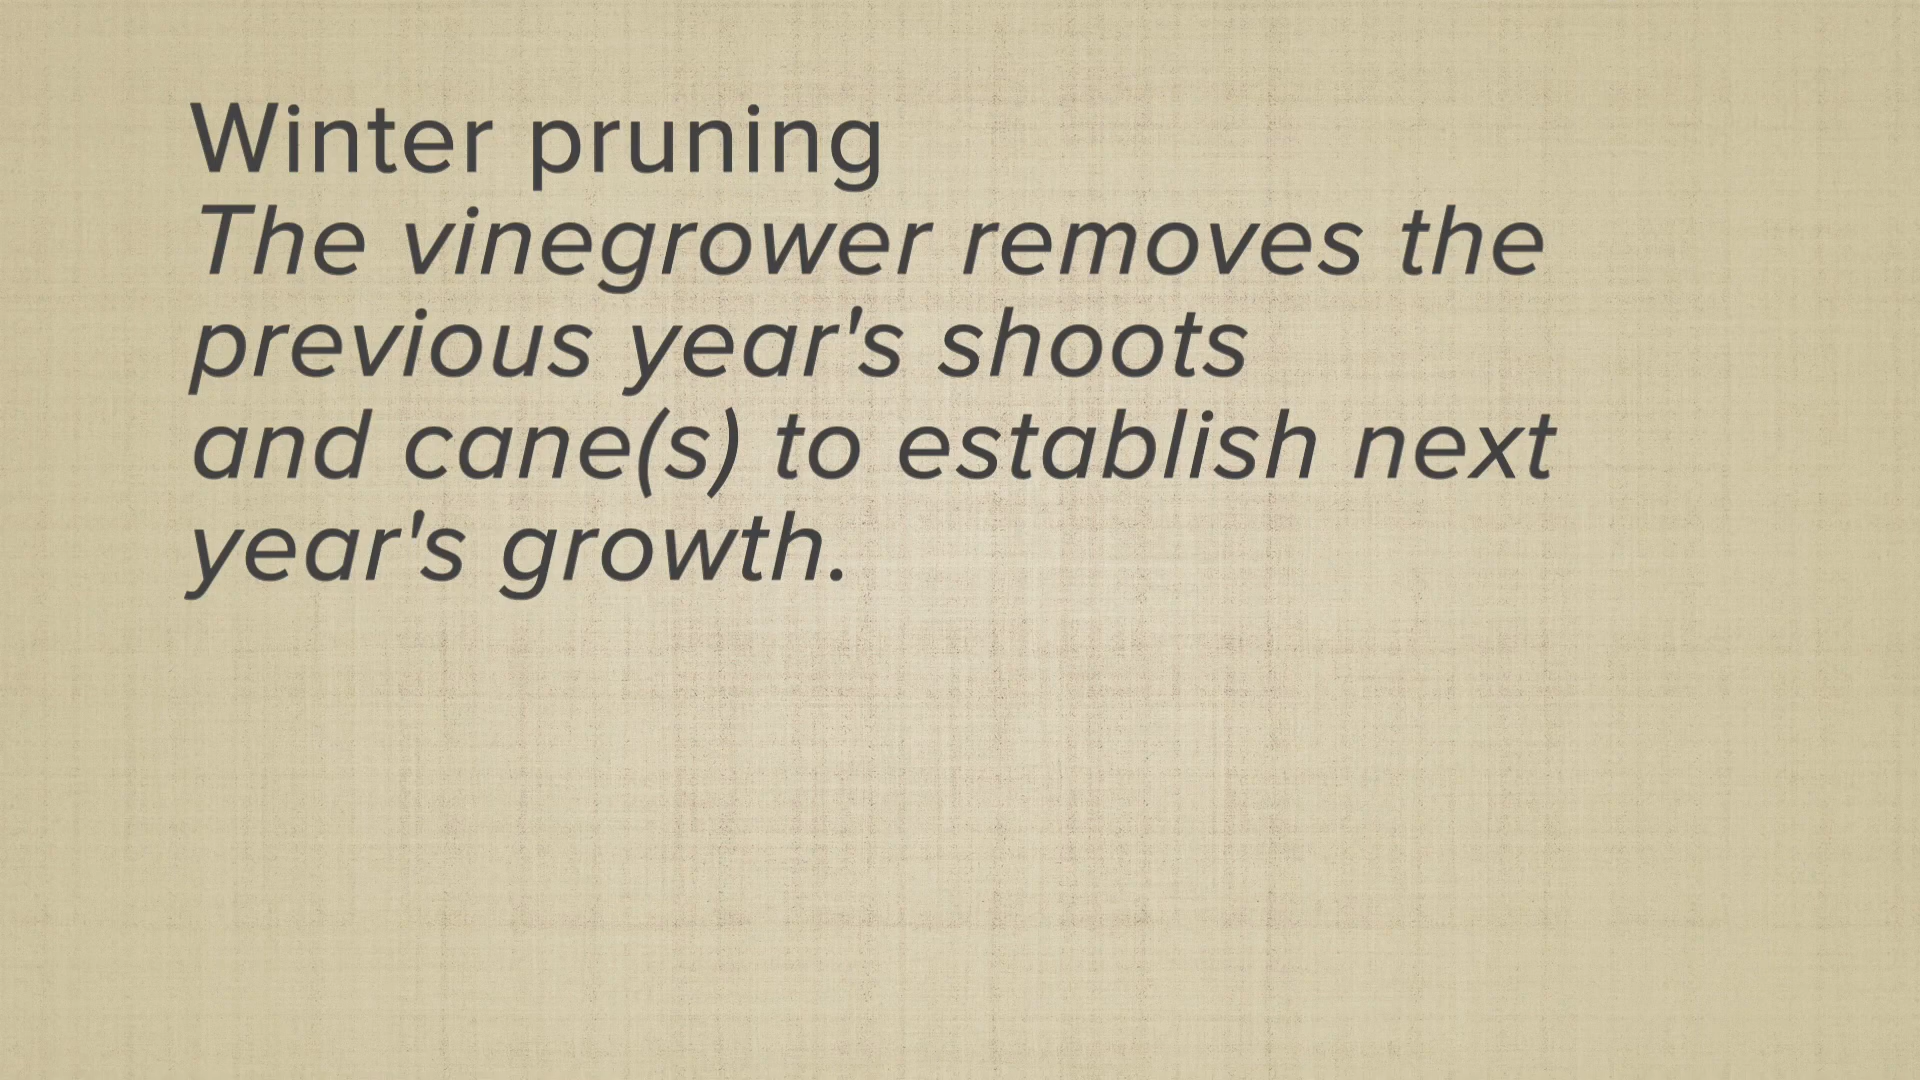 Winter pruning
The vinegrower removes the
previous year's shoots
and cane(s) to establish next
year's growth.